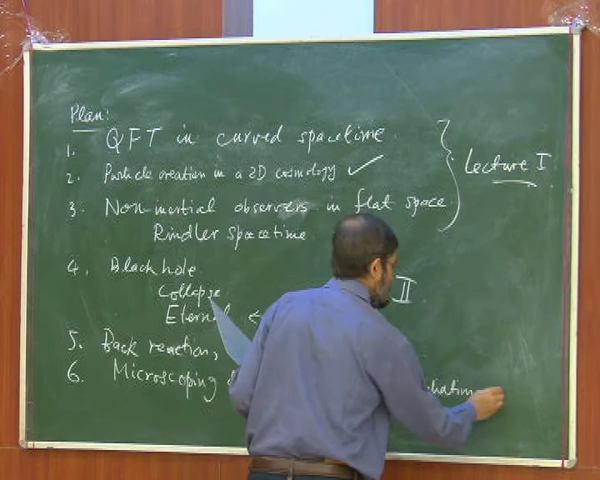 Plan:
1. QFT in curved spacetime
2. Particle creation in a 2D cosmology ✓
3. Non-inertial observers in flat space
Rindler spacetime
Lecture I
4. Black hole
Collapse
Eternal ←
II
5. Back reaction,
6. Microscoping